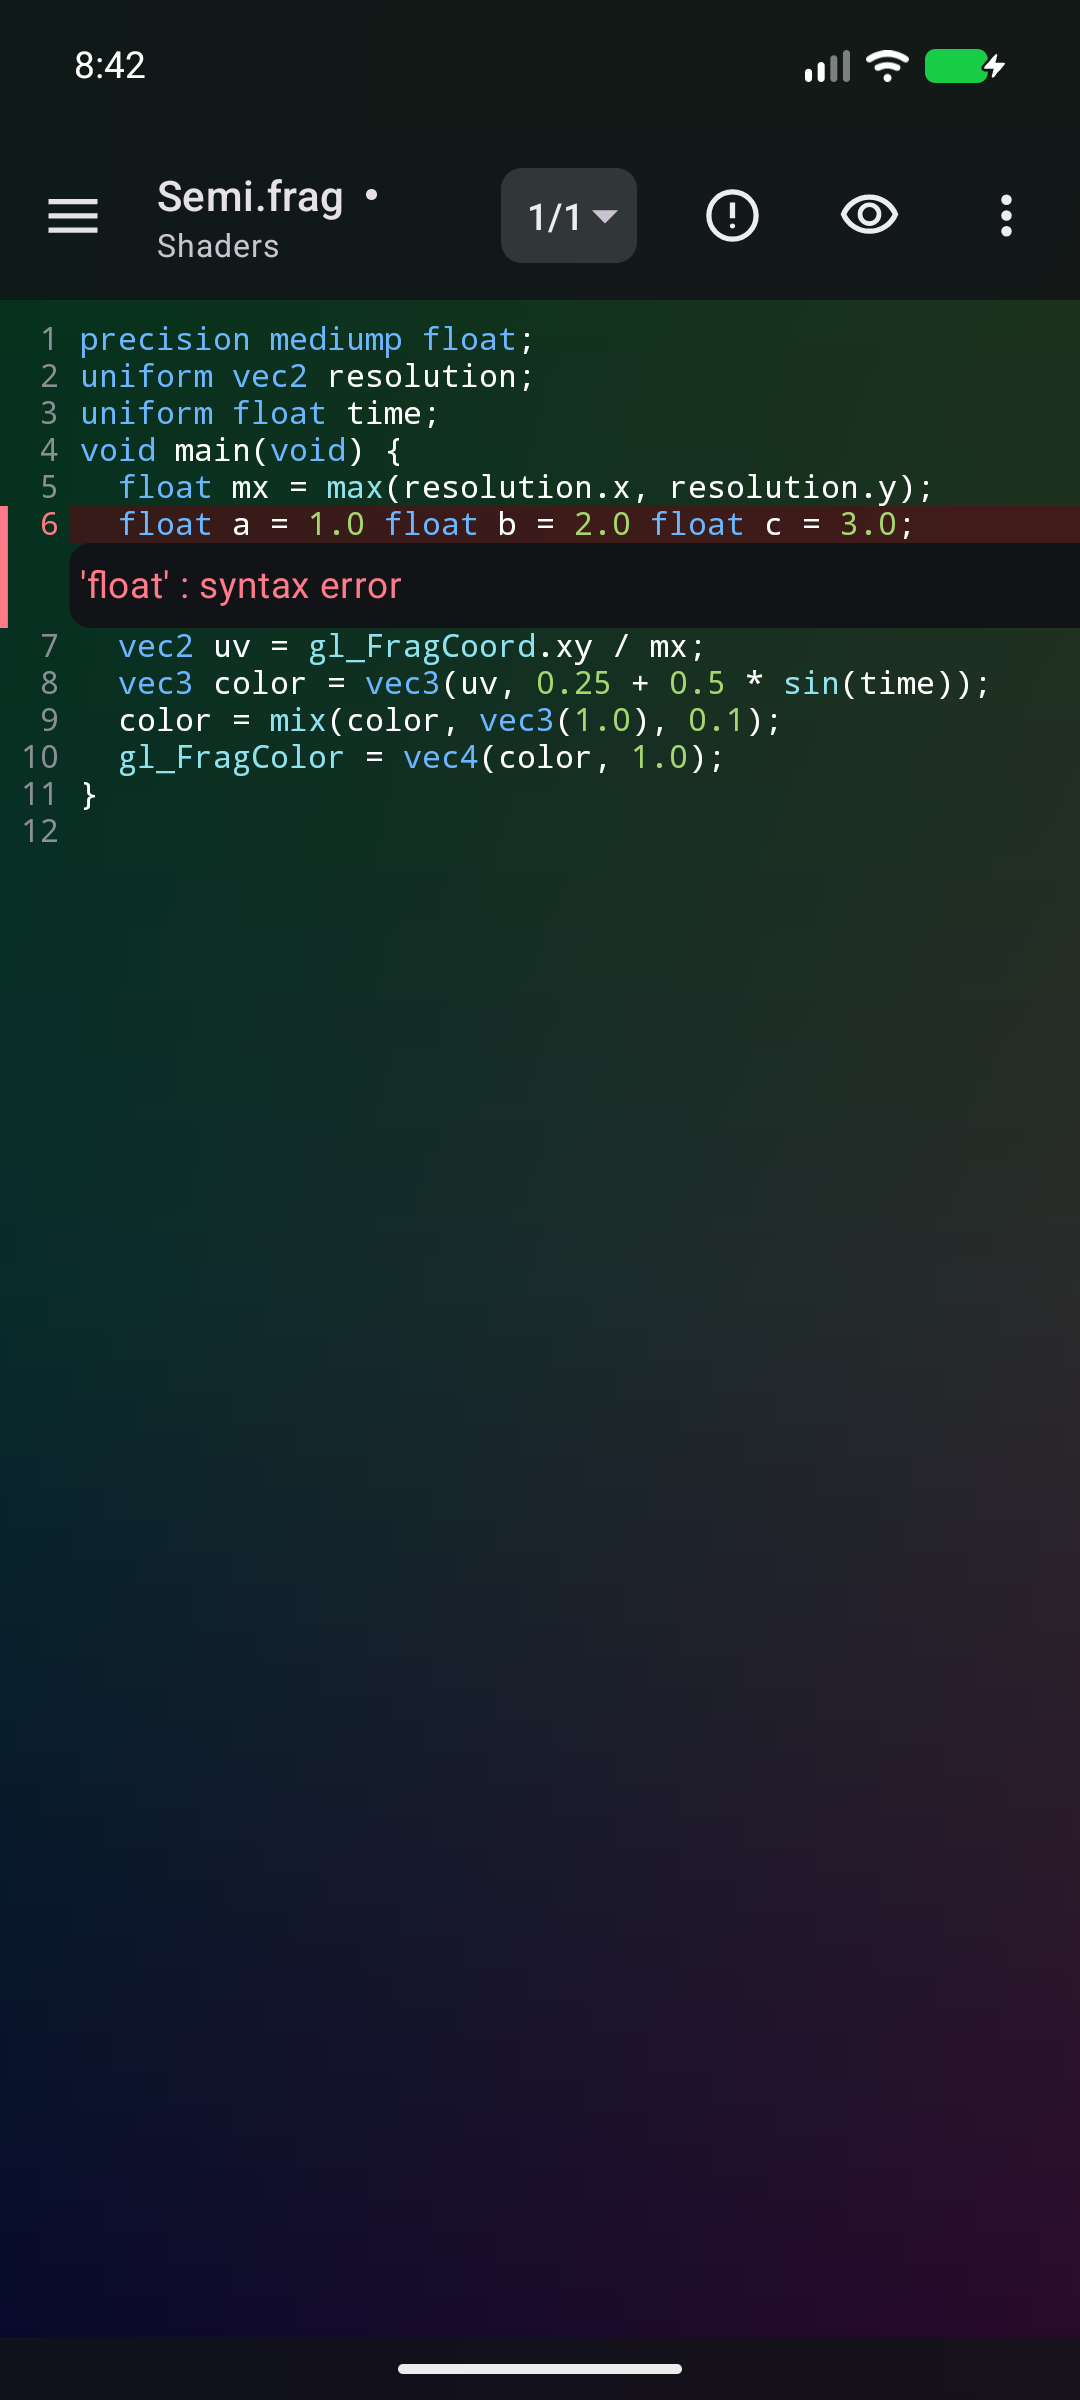 8:42
Semi.frag •
Shaders
1/1
1 precision mediump float;
2 uniform vec2 resolution;
3 uniform float time;
4 void main(void) {
5   float mx = max(resolution.x, resolution.y);
6   float a = 1.0 float b = 2.0 float c = 3.0;
'float' : syntax error
7   vec2 uv = gl_FragCoord.xy / mx;
8   vec3 color = vec3(uv, 0.25 + 0.5 * sin(time));
9   color = mix(color, vec3(1.0), 0.1);
10   gl_FragColor = vec4(color, 1.0);
11 }
12